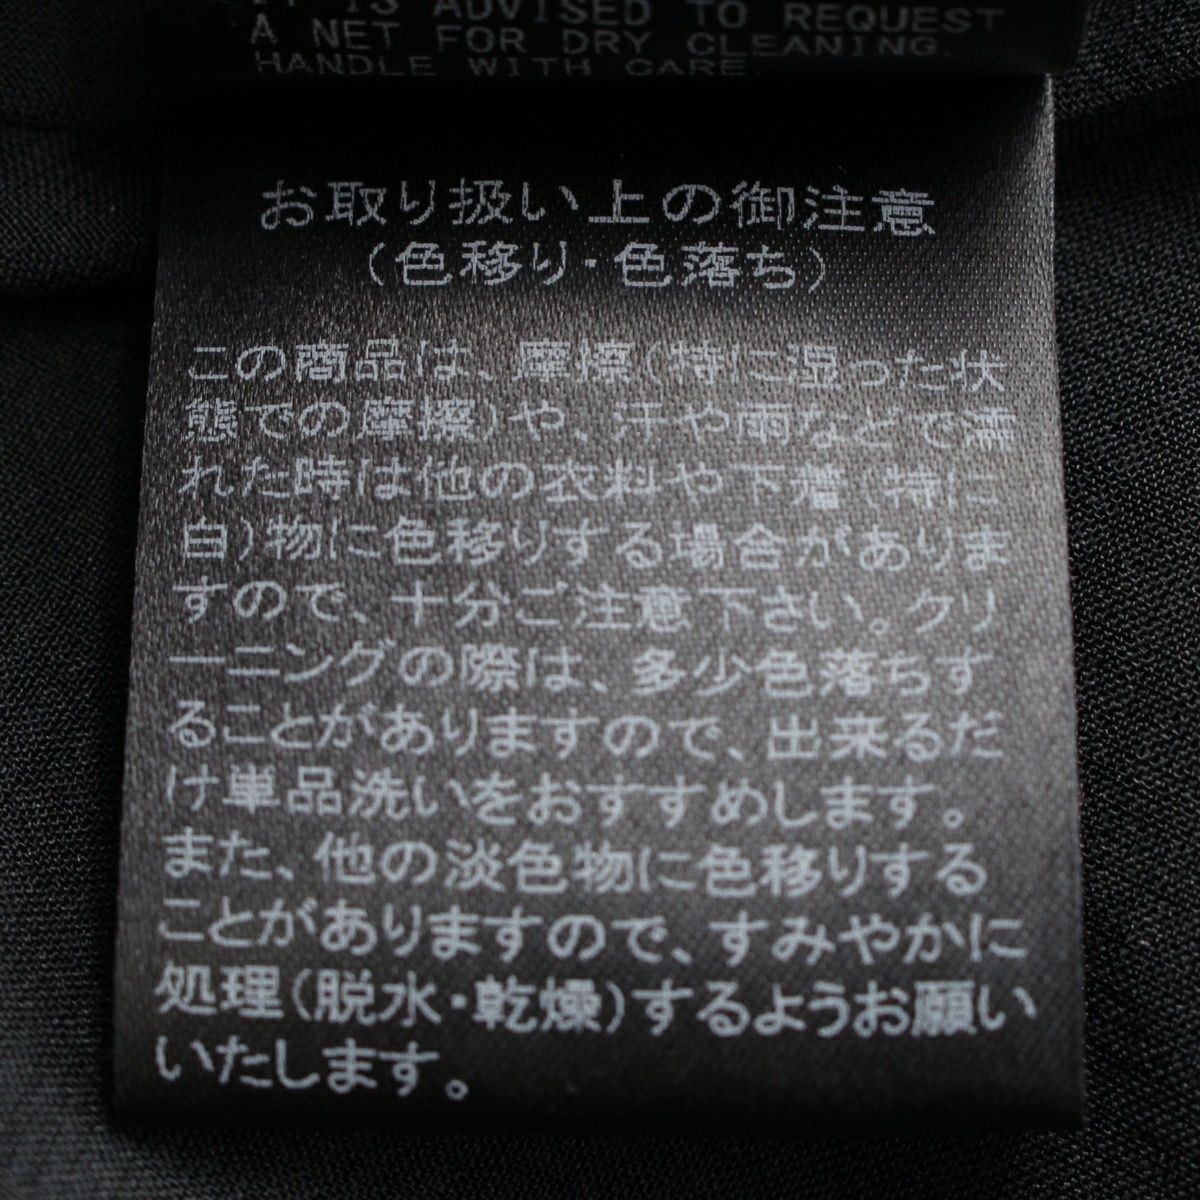 IT IS ADVISED TO REQUEST
A NET FOR DRY CLEANING.
HANDLE WITH CARE.
お取り扱い上の御注意
(色移り・色落ち)
この商品は、摩擦(特に湿った状
態での摩擦)や、汗や雨などで濡
れた時は他の衣料や下着(特に
白)物に色移りする場合がありま
すので、十分ご注意下さい。クリ
ーニングの際は、多少色落ちす
ることがありますので、出来るだ
け単品洗いをおすすめします。
また、他の淡色物に色移りする
ことがありますので、すみやかに
処理(脱水・乾燥)するようお願い
いたします。